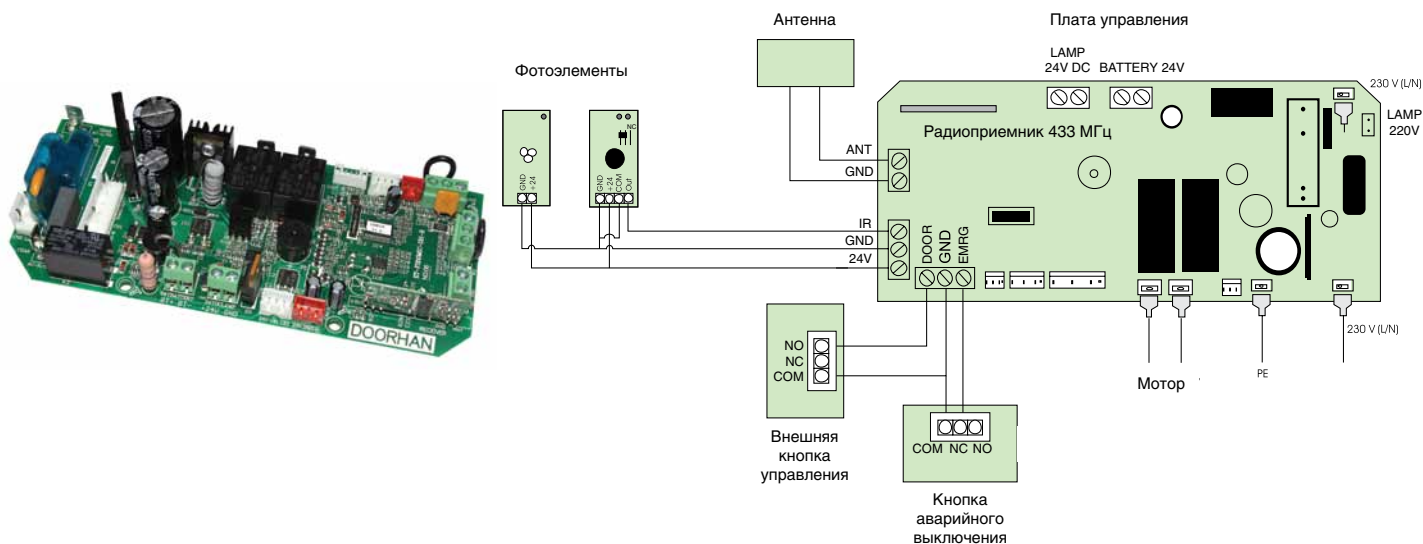 Антенна
Плата управления
Фотоэлементы
LAMP
24V DC
BATTERY 24V
230 V (L/N)
LAMP
220V
Радиоприемник 433 МГц
NC
ANT
GND
GND
+24
GND
+24
COM
Out
IR
GND
24V
DOOR
GND
EMRG
NO
NC
COM
230 V (L/N)
Мотор
PE
Внешняя
кнопка
управления
COM NC NO
Кнопка
аварийного
выключения
DOORHAN